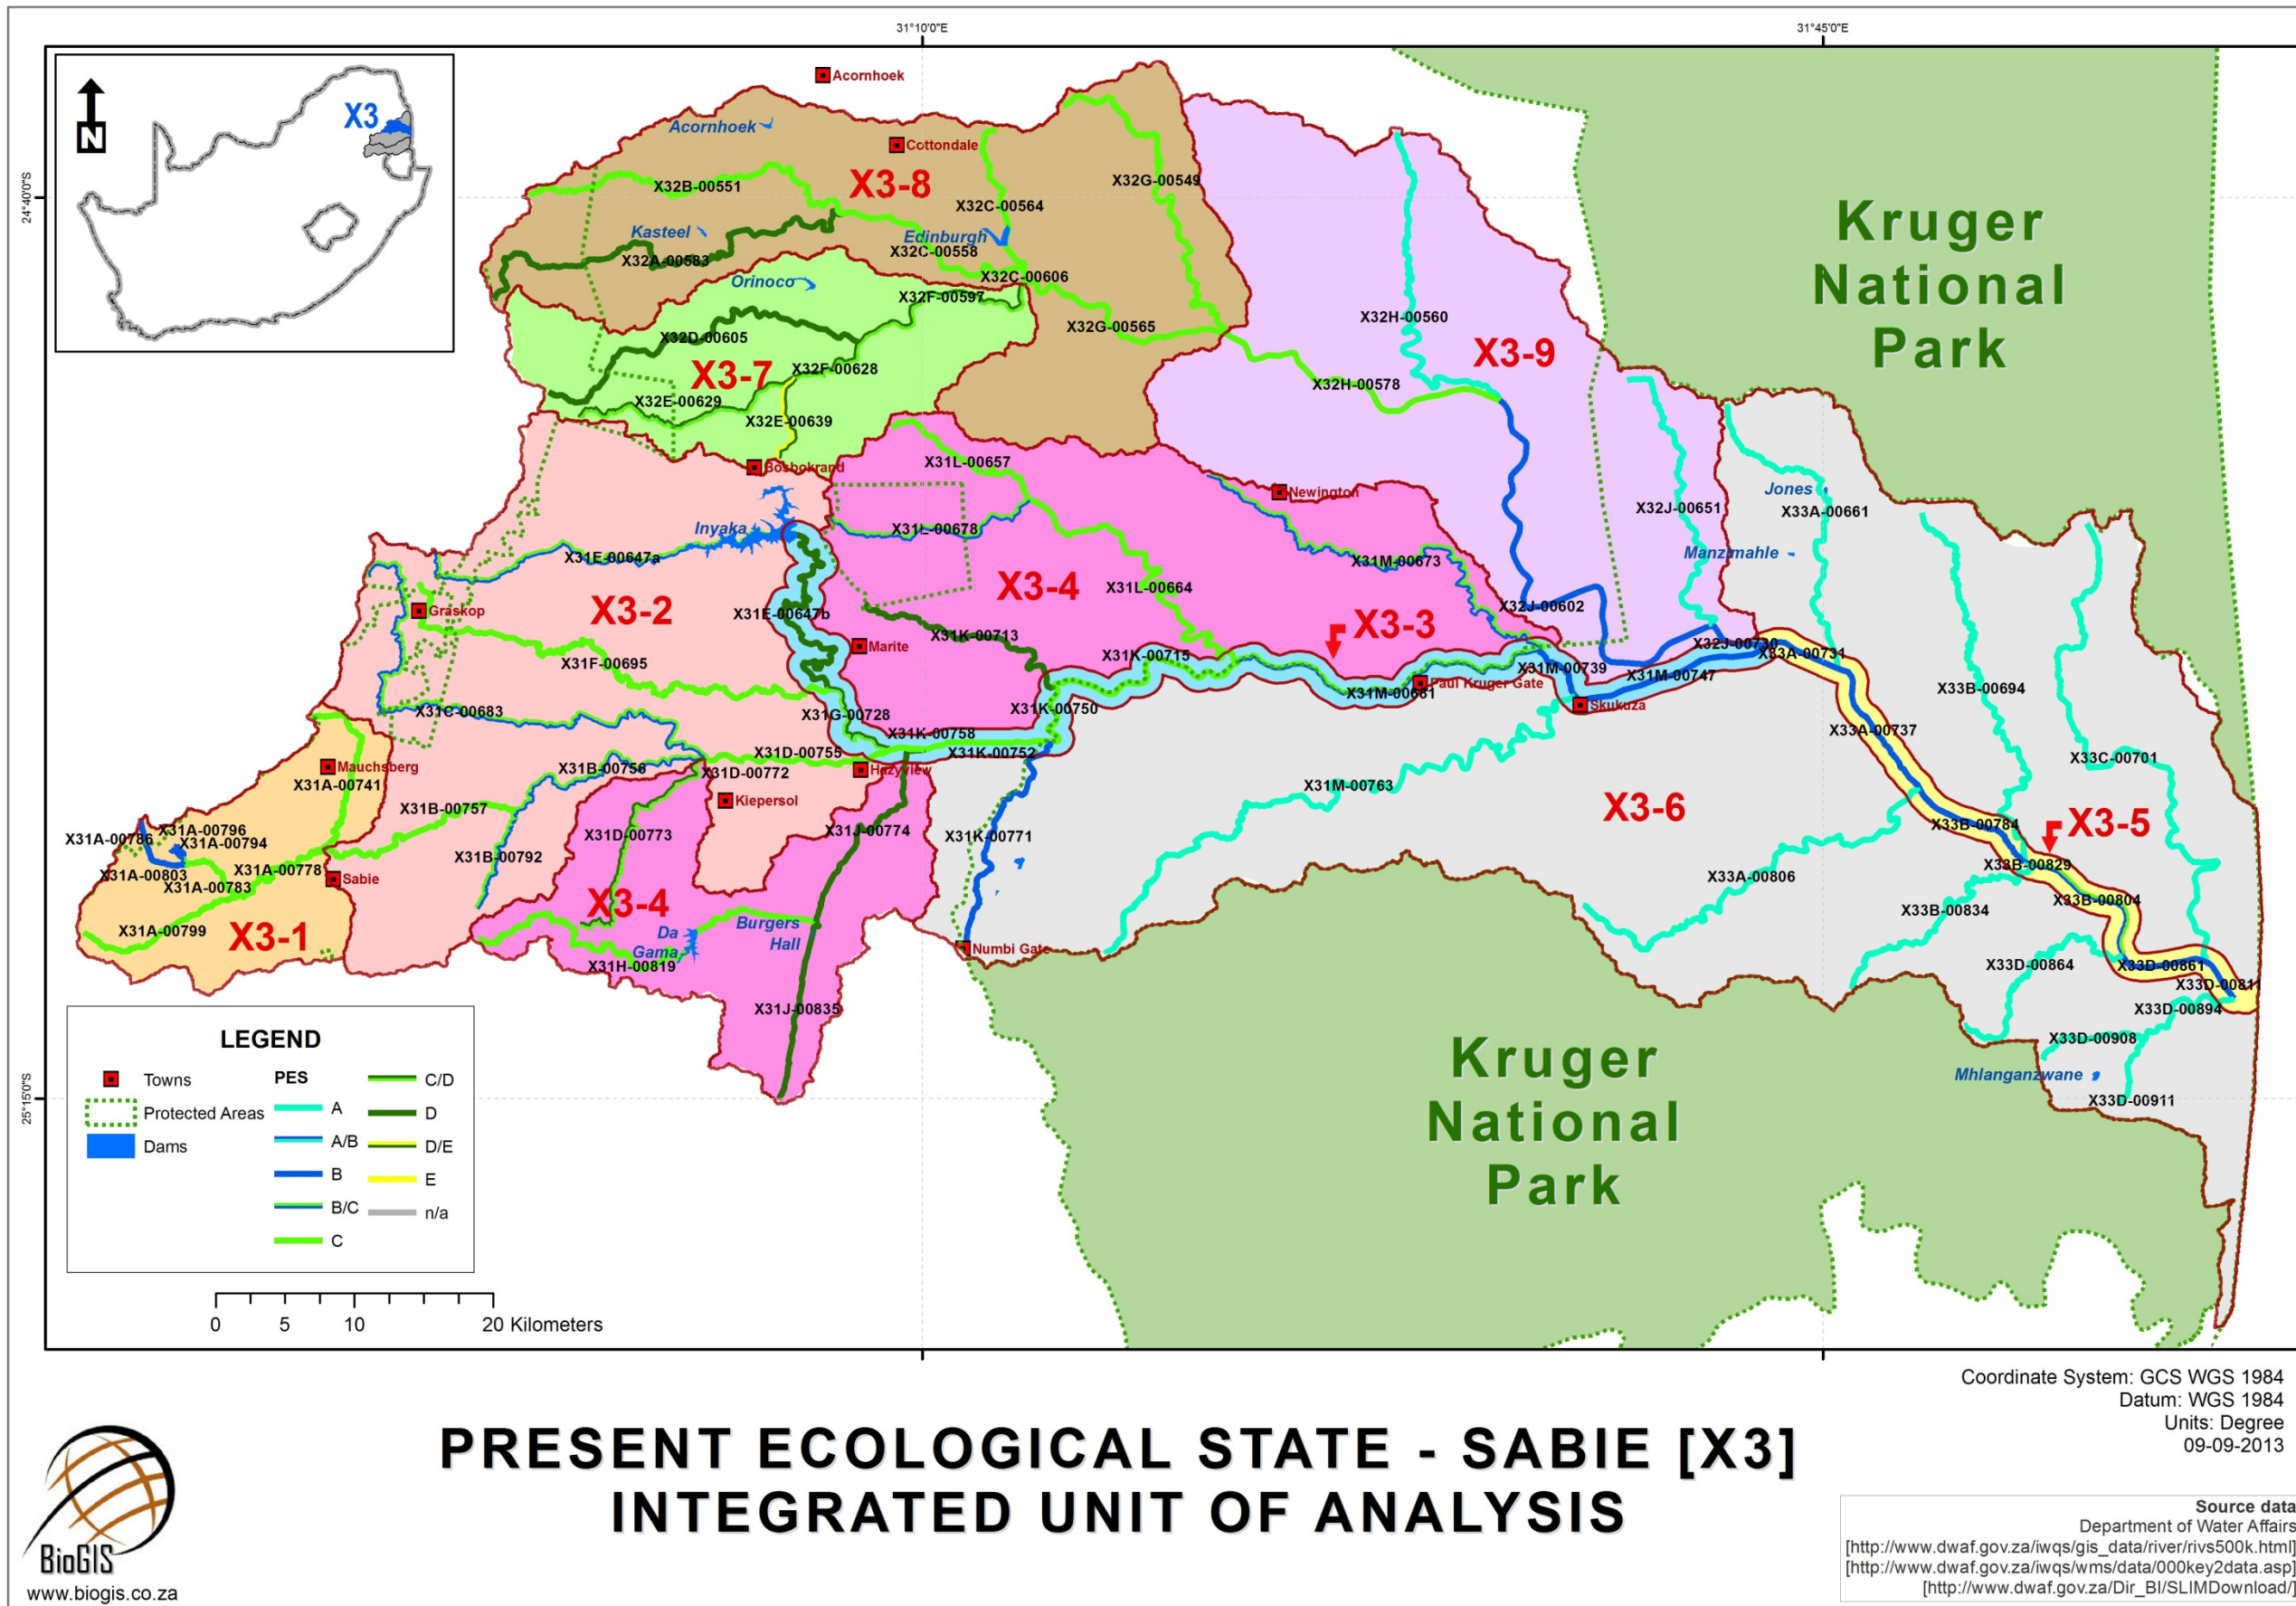 31°10'0"E
31°45'0"E
24°40'0"S
25°15'0"S
N
X3
Acornhoek
Acornhoek
Cottondale
X32B-00551
X3-8
X32G-00549
X32C-00564
Kasteel
Edinburgh
X32C-00558
X32A-00583
X32C-00606
Orinoco
X32F-00597
X32G-00565
X32H-00560
X3-9
Kruger
National
Park
X32D-00605
X3-7
X32F-00628
X32H-00578
X32E-00629
X32E-00639
Bosbokrand
X31L-00657
Newington
Jones
X32J-00651
X33A-00661
Inyaka
X31L-00678
X31E-00647a
X31M-00673
Manzimahle
Graskop
X3-2
X31E-00647b
X3-4
X31L-00664
X32J-00602
X3-3
X31K-00713
Marite
X31F-00695
X31K-00715
X32J-00730
X33A-00731
X31M-00739
X31M-00747
Paul Kruger Gate
X31M-00681
Skukuza
X33B-00694
X31C-00683
X31G-00728
X31K-00750
X31K-00758
X31K-00752
X33A-00737
X31D-00755
X33C-00701
Mauchsberg
X31A-00741
X31B-00756
X31D-00772
Hazyview
Kiepersol
X31M-00763
X3-6
X31B-00757
X3-5
X31A-00796
X31A-00786
X31A-00794
X31D-00773
X31J-00774
X31K-00771
X33B-00784
X31B-00792
X33B-00829
X31A-00803
X31A-00778
X31A-00783
Sabie
X33A-00806
X3-4
X33B-00804
X33B-00834
X31A-00799
X3-1
Da
Gama
Burgers
Hall
Numbi Gate
X31H-00819
X33D-00864
X33D-00861
X33D-00811
X31J-00835
X33D-00894
X33D-00908
Mhlanganzwane
X33D-00911
Kruger
National
Park
LEGEND
Towns
Protected Areas
Dams
PES
A
A/B
B
B/C
C
C/D
D
D/E
E
n/a
0 5 10 20 Kilometers
Coordinate System: GCS WGS 1984
Datum: WGS 1984
Units: Degree
09-09-2013
PRESENT ECOLOGICAL STATE - SABIE [X3]
INTEGRATED UNIT OF ANALYSIS
BioGIS
www.biogis.co.za
Source data
Department of Water Affairs
[http://www.dwaf.gov.za/iwqs/gis_data/river/rivs500k.html]
[http://www.dwaf.gov.za/iwqs/wms/data/000key2data.asp]
[http://www.dwaf.gov.za/Dir_BI/SLIMDownload/]